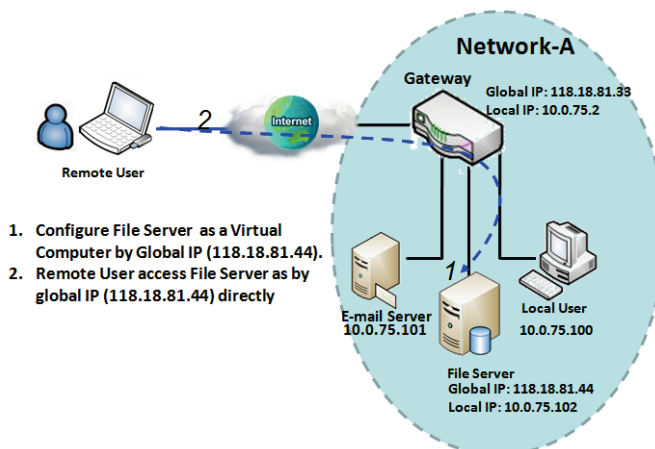 Network-A
Gateway
Global IP: 118.18.81.33
Local IP: 10.0.75.2
2
Internet
Remote User
1. Configure File Server as a Virtual
Computer by Global IP (118.18.81.44).
2. Remote User access File Server as by
global IP (118.18.81.44) directly
1
E-mail Server
10.0.75.101
Local User
10.0.75.100
File Server
Global IP: 118.18.81.44
Local IP: 10.0.75.102